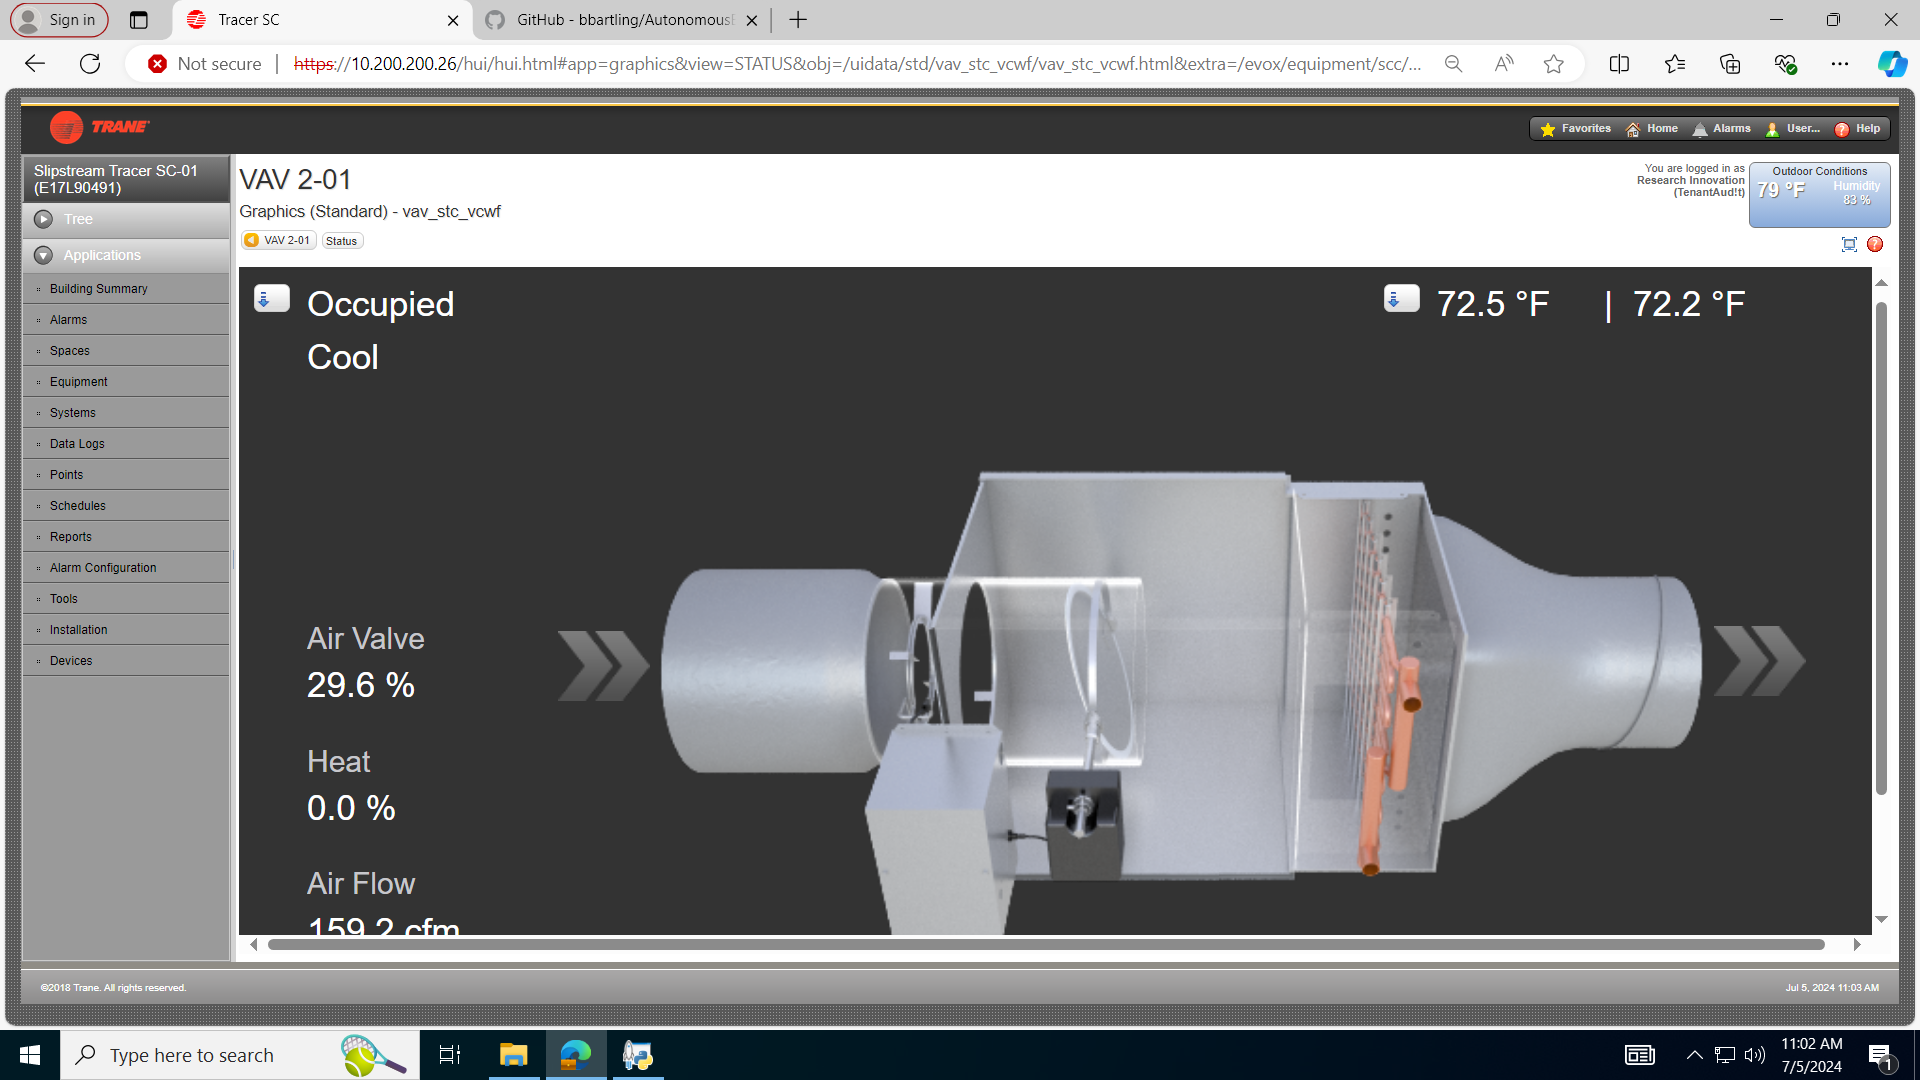 Sign in
Tracer SC
GitHub - bbartling/Autonomous
Not secure
https://10.200.200.26/hui/hui.html#app=graphics&view=STATUS&obj=/uidata/std/vav_stc_vcwf/vav_stc_vcwf.html&extra=/evox/equipment/scc/...
TRANE
Favorites
Home
Alarms
User...
Help
Slipstream Tracer SC-01
(E17L90491)
Tree
Applications
Building Summary
Alarms
Spaces
Equipment
Systems
Data Logs
Points
Schedules
Reports
Alarm Configuration
Tools
Installation
Devices
VAV 2-01
Graphics (Standard) - vav_stc_vcwf
VAV 2-01
Status
You are logged in as
Research Innovation
(TenantAud!t)
Outdoor Conditions
79 °F
Humidity
83 %
Occupied
Cool
72.5 °F | 72.2 °F
Air Valve
29.6 %
Heat
0.0 %
Air Flow
159.2 cfm
©2018 Trane. All rights reserved.
Jul 5, 2024 11:03 AM
Type here to search
11:02 AM
7/5/2024
1